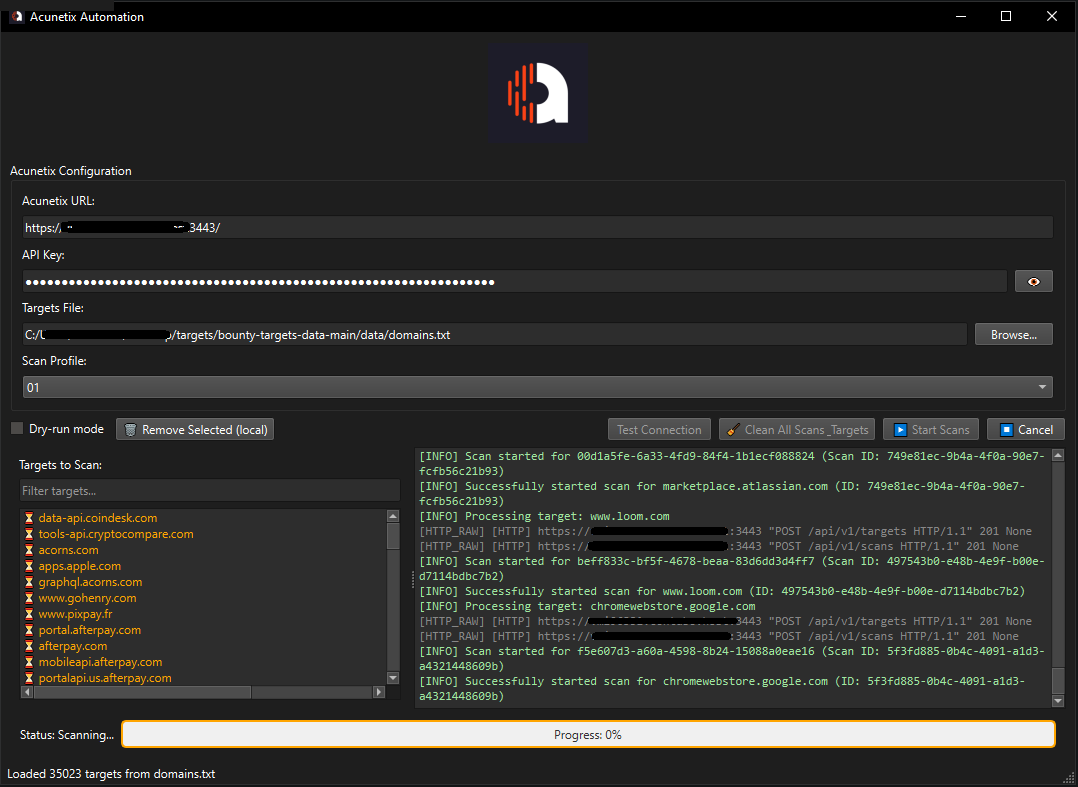 Acunetix Automation
Acunetix Configuration
Acunetix URL:
https:/ 3443/
API Key:
••••••••••••••••••••••••••••••••••••••••••••••••••••••••••••••••
Targets File:
C:/ /targets/bounty-targets-data-main/data/domains.txt
Browse...
Scan Profile:
01
Dry-run mode
Remove Selected (local)
Test Connection
Clean All Scans _Targets
Start Scans
Cancel
Targets to Scan:
Filter targets...
data-api.coindesk.com
tools-api.cryptocompare.com
acorns.com
apps.apple.com
graphql.acorns.com
www.gohenry.com
www.pixpay.fr
portal.afterpay.com
afterpay.com
mobileapi.afterpay.com
portalapi.us.afterpay.com
[INFO] Scan started for 00d1a5fe-6a33-4fd9-84f4-1b1ecf088824 (Scan ID: 749e81ec-9b4a-4f0a-90e7-
fcfb56c21b93)
[INFO] Successfully started scan for marketplace.atlassian.com (ID: 749e81ec-9b4a-4f0a-90e7-
fcfb56c21b93)
[INFO] Processing target: www.loom.com
[HTTP_RAW] [HTTP] https:// :3443 "POST /api/v1/targets HTTP/1.1" 201 None
[HTTP_RAW] [HTTP] https:// :3443 "POST /api/v1/scans HTTP/1.1" 201 None
[INFO] Scan started for beff833c-bf5f-4678-beaa-83d6dd3d4ff7 (Scan ID: 497543b0-e48b-4e9f-b00e-
d7114bdbc7b2)
[INFO] Successfully started scan for www.loom.com (ID: 497543b0-e48b-4e9f-b00e-d7114bdbc7b2)
[INFO] Processing target: chromewebstore.google.com
[HTTP_RAW] [HTTP] https:/ 3443 "POST /api/v1/targets HTTP/1.1" 201 None
[HTTP_RAW] [HTTP] https:/ :3443 "POST /api/v1/scans HTTP/1.1" 201 None
[INFO] Scan started for f5e607d3-a60a-4598-8b24-15088a0eae16 (Scan ID: 5f3fd885-0b4c-4091-a1d3-
a4321448609b)
[INFO] Successfully started scan for chromewebstore.google.com (ID: 5f3fd885-0b4c-4091-a1d3-
a4321448609b)
Status: Scanning...
Progress: 0%
Loaded 35023 targets from domains.txt